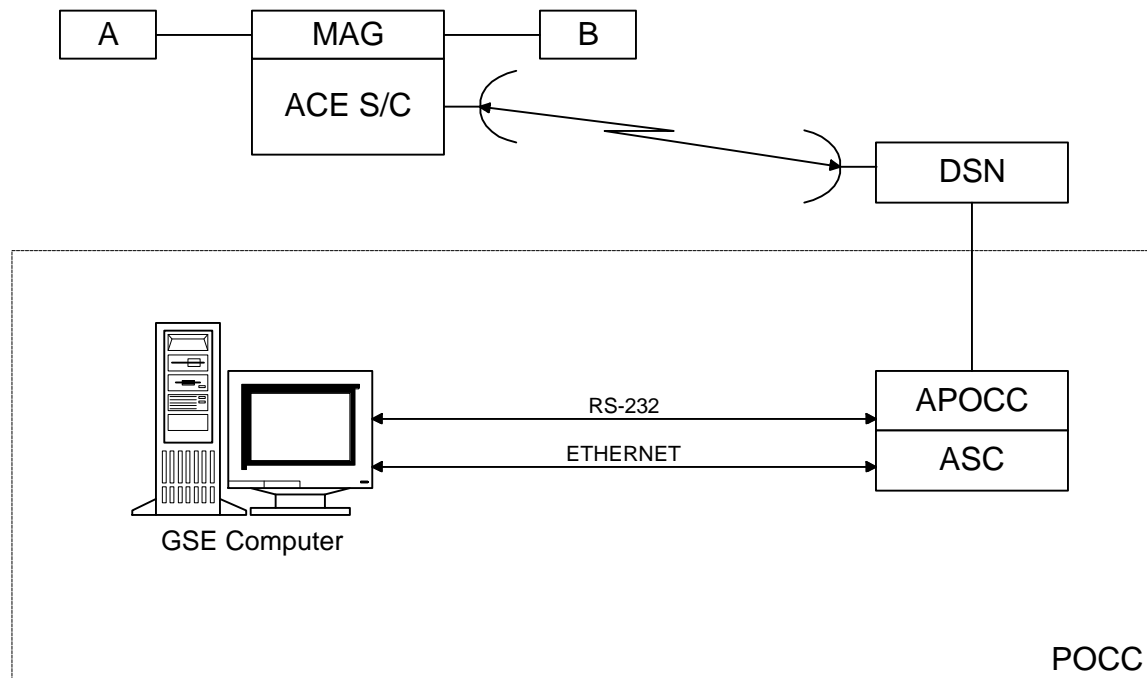 A
MAG
B
ACE S/C
DSN
RS-232
APOCC
ETHERNET
ASC
GSE Computer
POCC